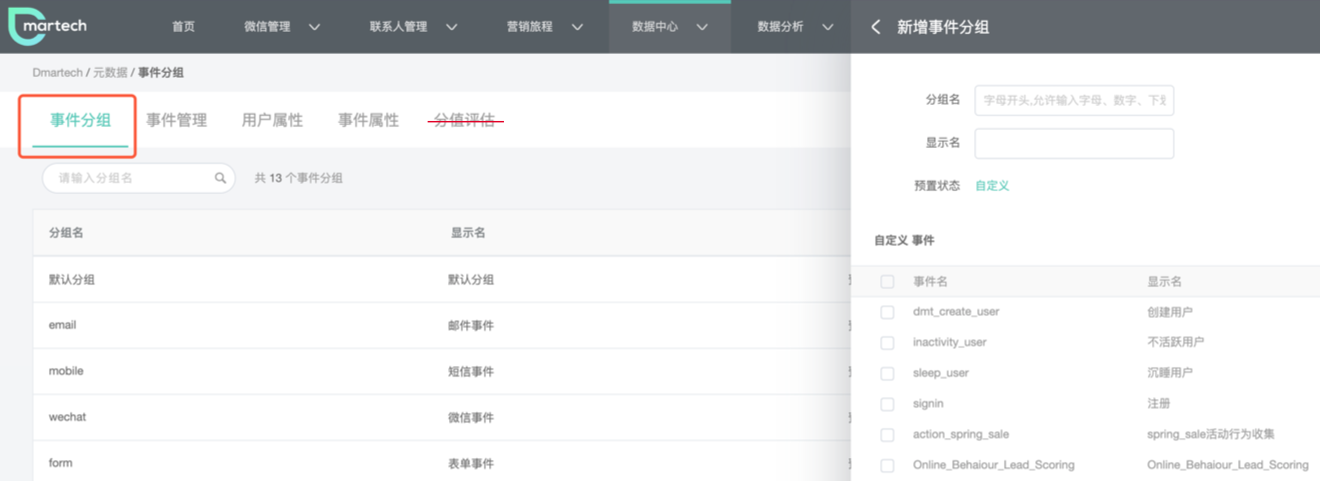 martech
首页
微信管理
联系人管理
营销旅程
数据中心
数据分析
Dmartech / 元数据 / 事件分组
事件分组
事件管理
用户属性
事件属性
分值评估
请输入分组名
共 13 个事件分组
分组名 显示名
默认分组 默认分组
email 邮件事件
mobile 短信事件
wechat 微信事件
form 表单事件
新增事件分组
分组名 字母开头,允许输入字母、数字、下划
显示名
预置状态 自定义
自定义 事件
事件名 显示名
dmt_create_user 创建用户
inactivity_user 不活跃用户
sleep_user 沉睡用户
signin 注册
action_spring_sale spring_sale活动行为收集
Online_Behaiour_Lead_Scoring Online_Behaiour_Lead_Scoring